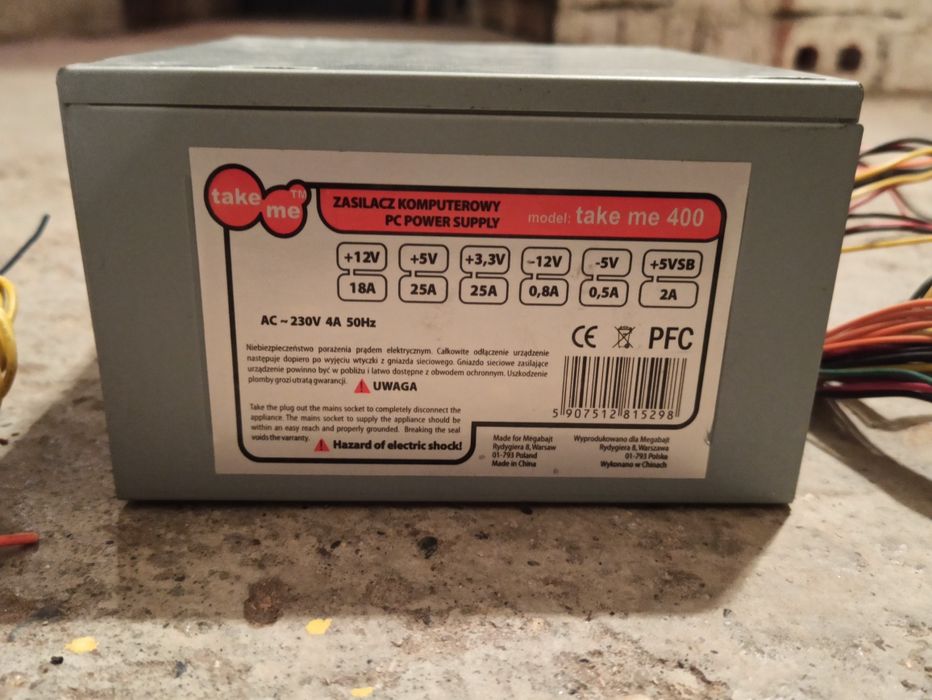 take me TM
ZASILACZ KOMPUTEROWY
PC POWER SUPPLY
model: take me 400
+12V +5V +3,3V -12V -5V +5VSB
18A 25A 25A 0,8A 0,5A 2A
AC ~ 230V 4A 50Hz
CE PFC
Niebezpieczeństwo porażenia prądem elektrycznym. Całkowite odłączenie urządzenie
następuje dopiero po wyjęciu wtyczki z gniazda sieciowego. Gniazdo sieciowe zasilające
urządzenie powinno być w pobliżu i łatwo dostępne z obwodem ochronnym. Uszkodzenie
plomby grozi utratą gwarancji.
UWAGA
5 907512 815298
Take the plug out the mains socket to completely disconnect the
appliance. The mains socket to supply the appliance should be
within an easy reach and properly grounded. Breaking the seal
voids the warranty.
Hazard of electric shock!
Made for Megabajt
Rydygiera 8, Warsaw
01-793 Poland
Made in China
Wyprodukowano dla Megabajt
Rydygiera 8, Warszawa
01-793 Polska
Wykonano w Chinach